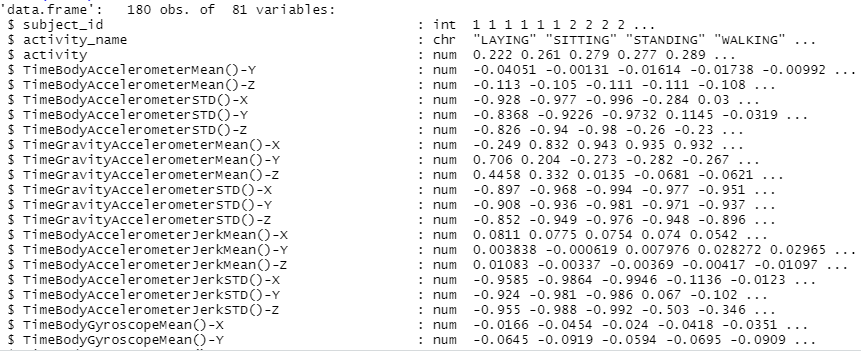 'data.frame':   180 obs. of  81 variables:
 $ subject_id                                   : int  1 1 1 1 1 1 2 2 2 2 ...
 $ activity_name                                : chr  "LAYING" "SITTING" "STANDING" "WALKING" ...
 $ activity                                     : num  0.222 0.261 0.279 0.277 0.289 ...
 $ TimeBodyAccelerometerMean()-Y                : num  -0.04051 -0.00131 -0.01614 -0.01738 -0.00992 ...
 $ TimeBodyAccelerometerMean()-Z                : num  -0.113 -0.105 -0.111 -0.111 -0.108 ...
 $ TimeBodyAccelerometerSTD()-X                 : num  -0.928 -0.977 -0.996 -0.284 0.03 ...
 $ TimeBodyAccelerometerSTD()-Y                 : num  -0.8368 -0.9226 -0.9732 0.1145 -0.0319 ...
 $ TimeBodyAccelerometerSTD()-Z                 : num  -0.826 -0.94 -0.98 -0.26 -0.23 ...
 $ TimeGravityAccelerometerMean()-X             : num  -0.249 0.832 0.943 0.935 0.932 ...
 $ TimeGravityAccelerometerMean()-Y             : num  0.706 0.204 -0.273 -0.282 -0.267 ...
 $ TimeGravityAccelerometerMean()-Z             : num  0.4458 0.332 0.0135 -0.0681 -0.0621 ...
 $ TimeGravityAccelerometerSTD()-X              : num  -0.897 -0.968 -0.994 -0.977 -0.951 ...
 $ TimeGravityAccelerometerSTD()-Y              : num  -0.908 -0.936 -0.981 -0.971 -0.937 ...
 $ TimeGravityAccelerometerSTD()-Z              : num  -0.852 -0.949 -0.976 -0.948 -0.896 ...
 $ TimeBodyAccelerometerJerkMean()-X            : num  0.0811 0.0775 0.0754 0.074 0.0542 ...
 $ TimeBodyAccelerometerJerkMean()-Y            : num  0.003838 -0.000619 0.007976 0.028272 0.02965 ...
 $ TimeBodyAccelerometerJerkMean()-Z            : num  0.01083 -0.00337 -0.00369 -0.00417 -0.01097 ...
 $ TimeBodyAccelerometerJerkSTD()-X             : num  -0.9585 -0.9864 -0.9946 -0.1136 -0.0123 ...
 $ TimeBodyAccelerometerJerkSTD()-Y             : num  -0.924 -0.981 -0.986 0.067 -0.102 ...
 $ TimeBodyAccelerometerJerkSTD()-Z             : num  -0.955 -0.988 -0.992 -0.503 -0.346 ...
 $ TimeBodyGyroscopeMean()-X                    : num  -0.0166 -0.0454 -0.024 -0.0418 -0.0351 ...
 $ TimeBodyGyroscopeMean()-Y                    : num  -0.0645 -0.0919 -0.0594 -0.0695 -0.0909 ...